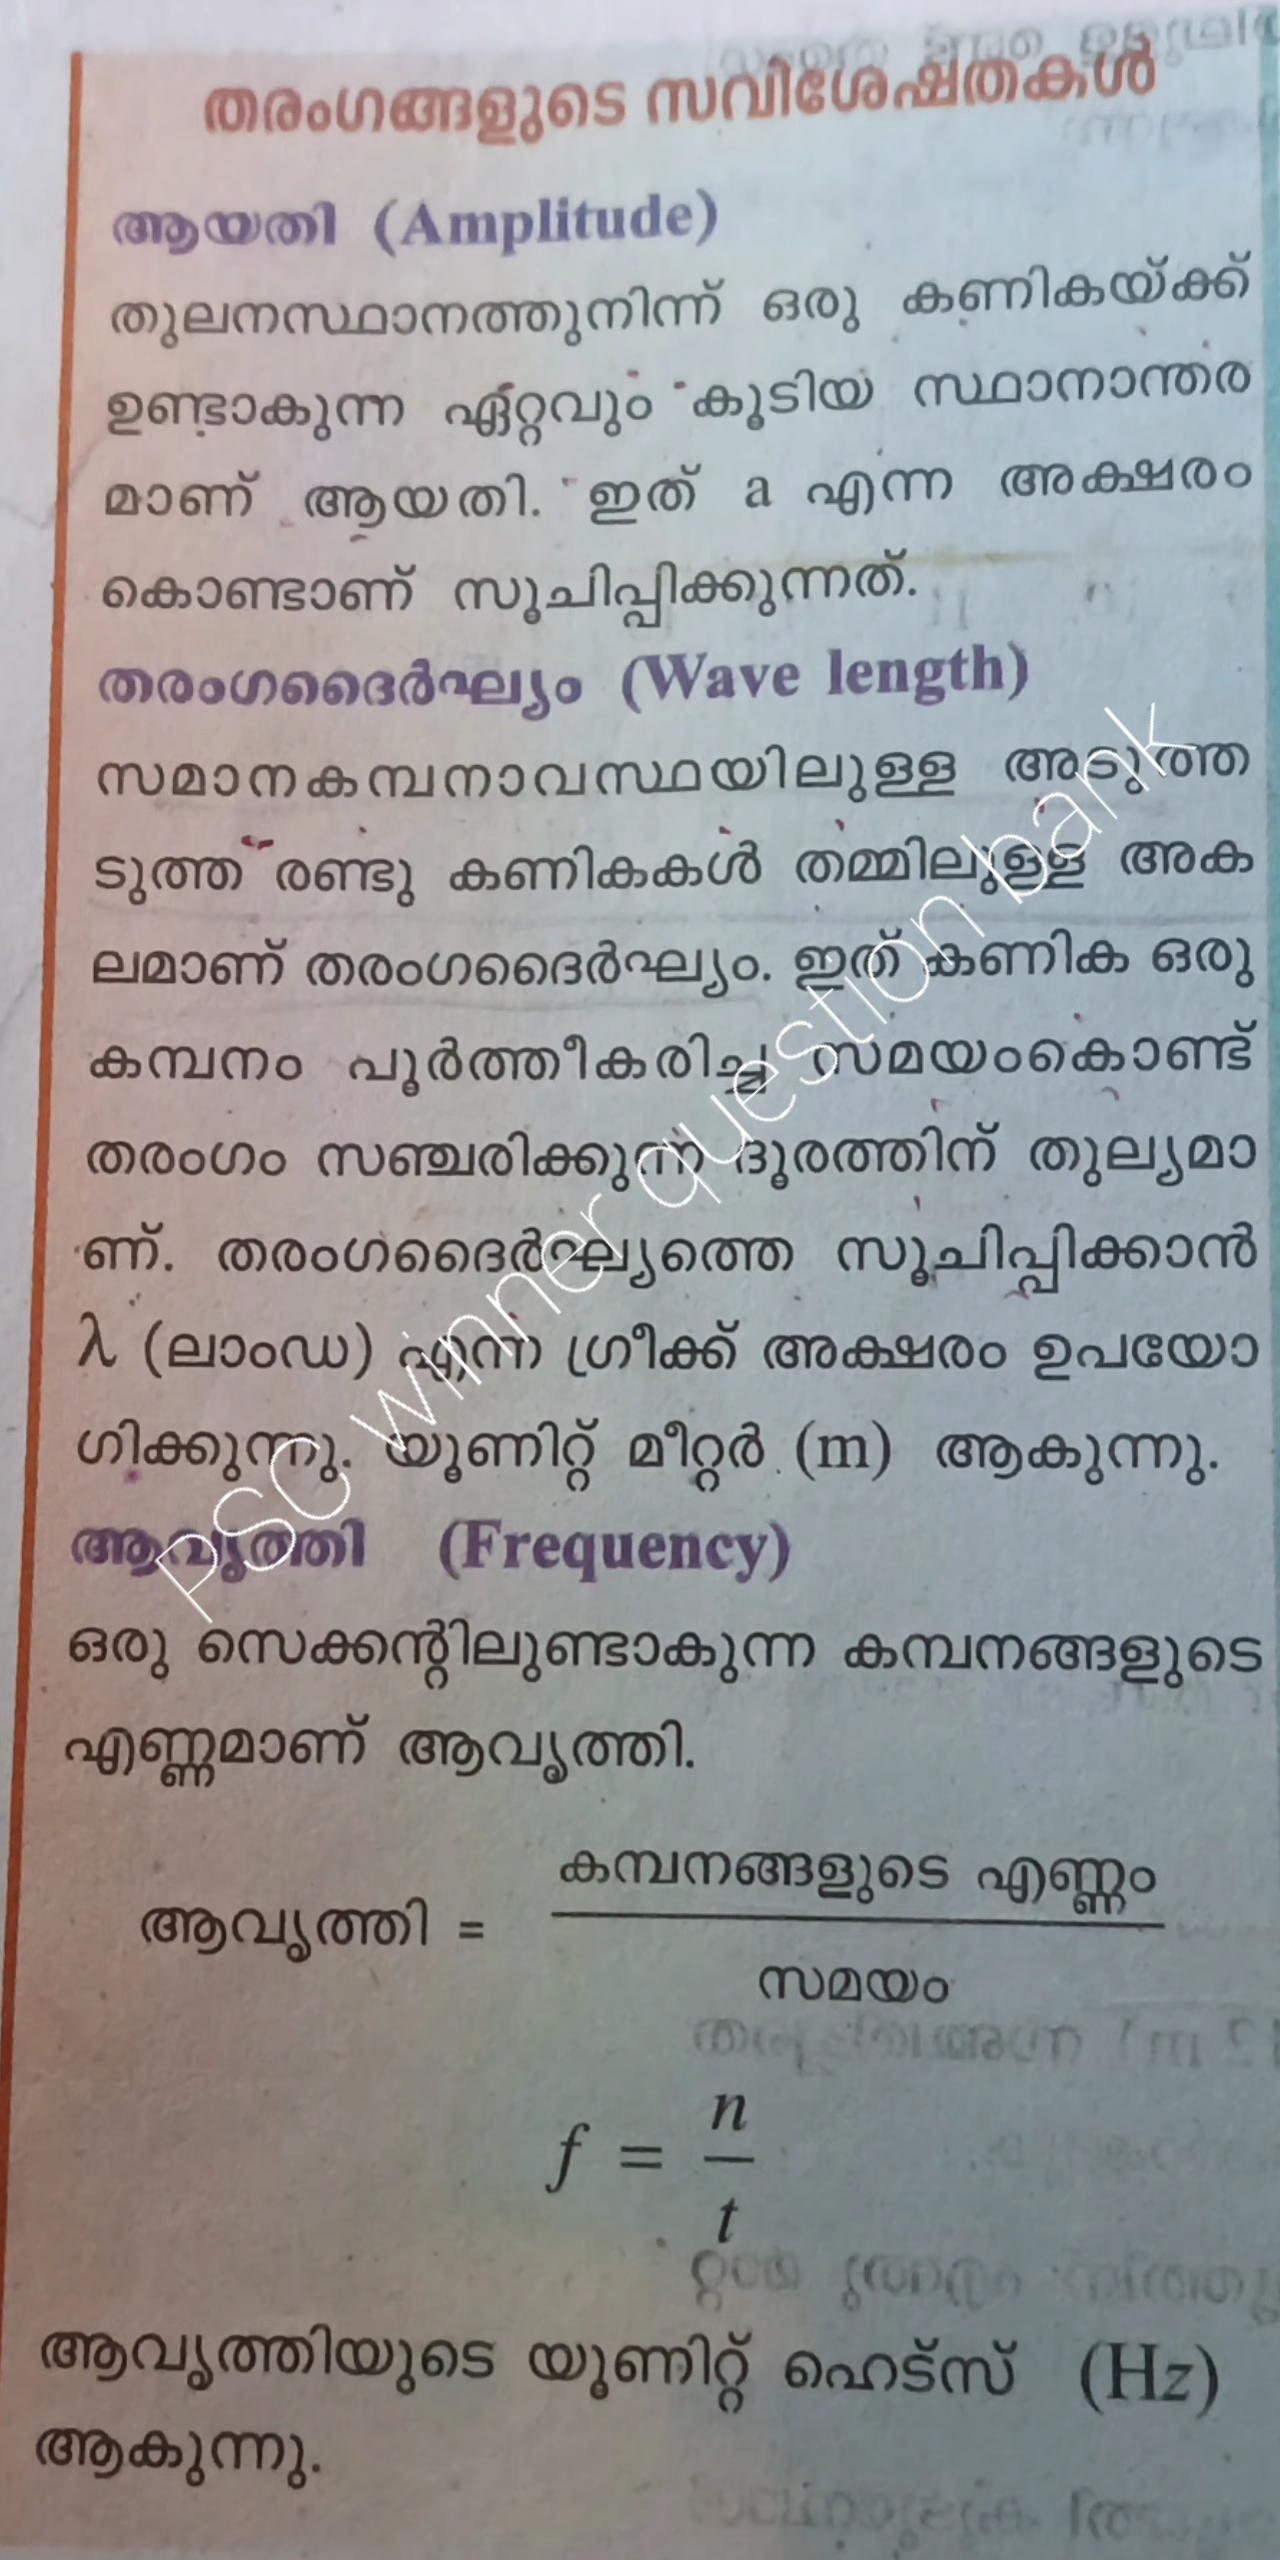 തരംഗങ്ങളുടെ സവിശേഷതകൾ
ആയതി (Amplitude)
തുലനസ്ഥാനത്തുനിന്ന് ഒരു കണികയ്ക്ക്
ഉണ്ടാകുന്ന ഏറ്റവും കൂടിയ സ്ഥാനാന്തര
മാണ് ആയതി. ഇത് a എന്ന അക്ഷരം
കൊണ്ടാണ് സൂചിപ്പിക്കുന്നത്.
തരംഗദൈർഘ്യം (Wave length)
സമാനകമ്പനാവസ്ഥയിലുള്ള അടുത്ത
ടുത്ത രണ്ടു കണികകൾ തമ്മിലുള്ള അക
ലമാണ് തരംഗദൈർഘ്യം. ഇത് കണിക ഒരു
കമ്പനം പൂർത്തീകരിച്ച സമയംകൊണ്ട്
തരംഗം സഞ്ചരിക്കുന്ന ദൂരത്തിന് തുല്യമാ
ണ്. തരംഗദൈർഘ്യത്തെ സൂചിപ്പിക്കാൻ
λ (ലാംഡ) എന്ന ഗ്രീക്ക് അക്ഷരം ഉപയോ
ഗിക്കുന്നു. യൂണിറ്റ് മീറ്റർ (m) ആകുന്നു.
ആവൃത്തി (Frequency)
ഒരു സെക്കന്റിലുണ്ടാകുന്ന കമ്പനങ്ങളുടെ
എണ്ണമാണ് ആവൃത്തി.
ആവൃത്തി = കമ്പനങ്ങളുടെ എണ്ണം
സമയം
f = n
t
ആവൃത്തിയുടെ യൂണിറ്റ് ഹെട്സ് (Hz)
ആകുന്നു.
PSC winner question bank